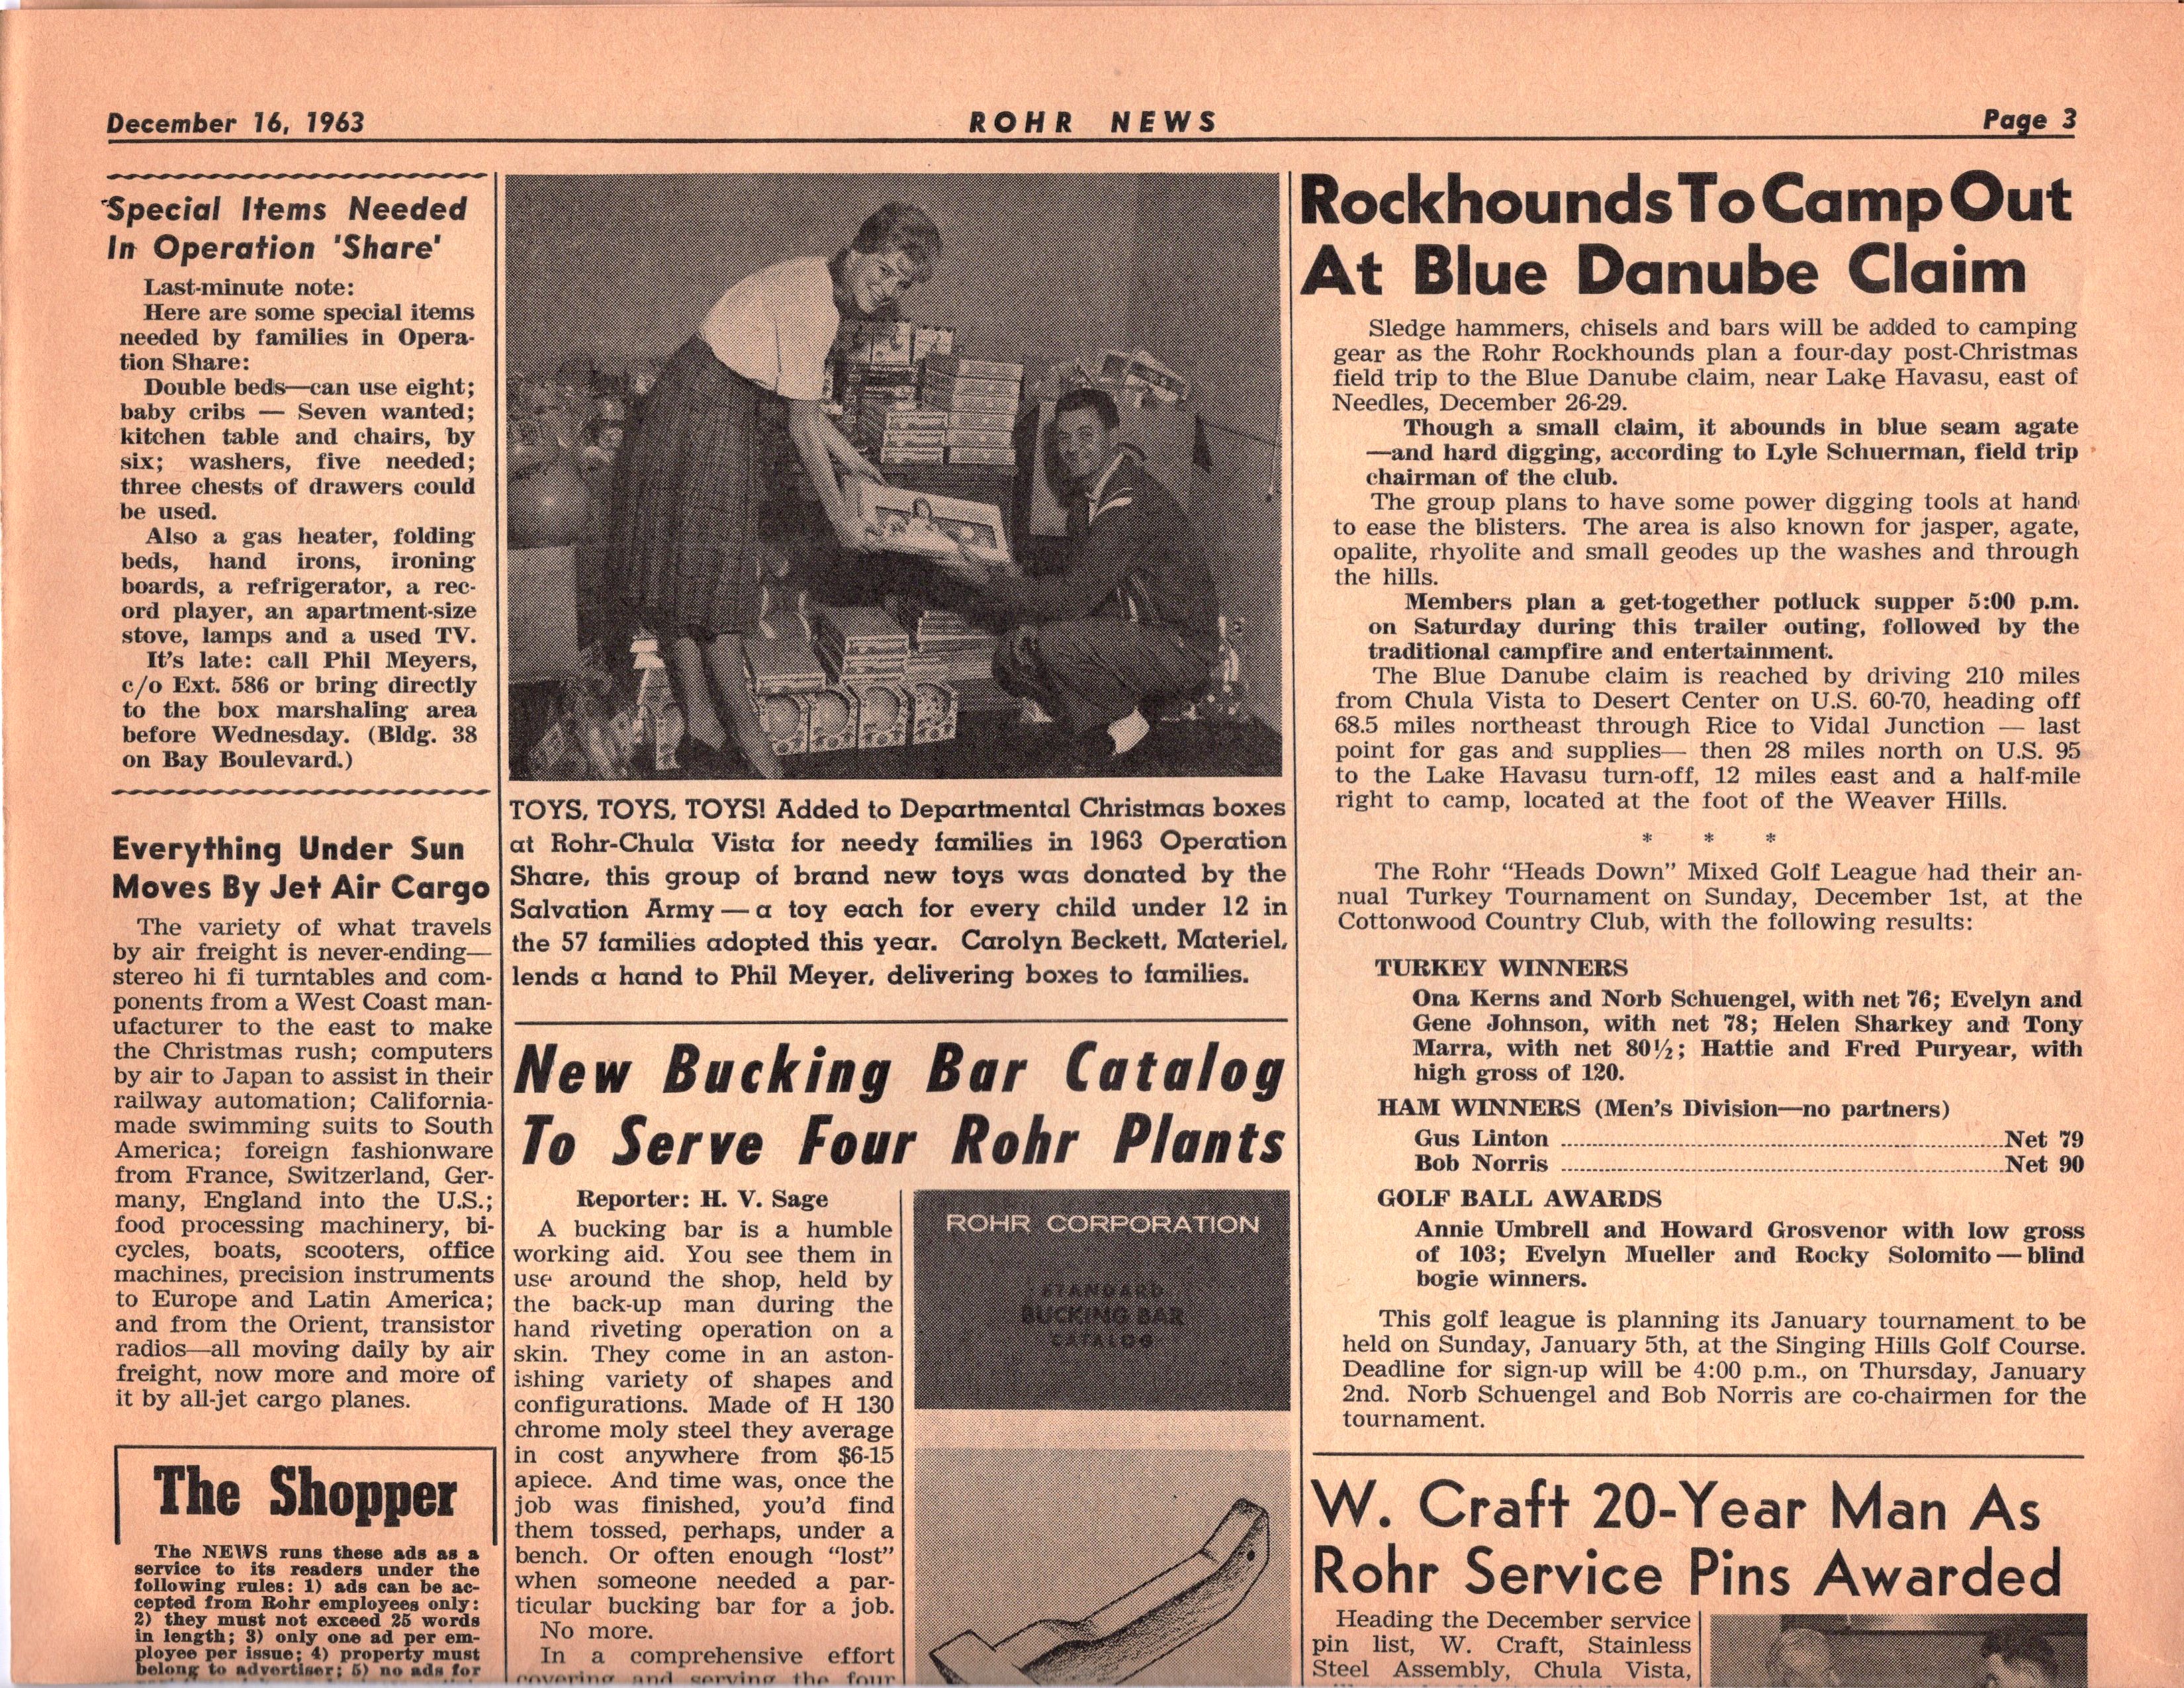 December 16, 1963
ROHR NEWS
Page 3
Special Items Needed
In Operation 'Share'
Last-minute note:
Here are some special items
needed by families in Opera-
tion Share:
Double beds—can use eight;
baby cribs — Seven wanted;
kitchen table and chairs, by
six; washers, five needed;
three chests of drawers could
be used.
Also a gas heater, folding
beds, hand irons, ironing
boards, a refrigerator, a rec-
ord player, an apartment-size
stove, lamps and a used TV.
It's late: call Phil Meyers,
c/o Ext. 586 or bring directly
to the box marshaling area
before Wednesday. (Bldg. 38
on Bay Boulevard.)
Everything Under Sun
Moves By Jet Air Cargo
The variety of what travels
by air freight is never-ending—
stereo hi fi turntables and com-
ponents from a West Coast man-
ufacturer to the east to make
the Christmas rush; computers
by air to Japan to assist in their
railway automation; California-
made swimming suits to South
America; foreign fashionware
from France, Switzerland, Ger-
many, England into the U.S.;
food processing machinery, bi-
cycles, boats, scooters, office
machines, precision instruments
to Europe and Latin America;
and from the Orient, transistor
radios—all moving daily by air
freight, now more and more of
it by all-jet cargo planes.
The Shopper
The NEWS runs these ads as a
service to its readers under the
following rules: 1) ads can be ac-
cepted from Rohr employees only:
2) they must not exceed 25 words
in length; 3) only one ad per em-
ployee per issue; 4) property must
belong to advertiser; 5) no ads for
TOYS, TOYS, TOYS! Added to Departmental Christmas boxes
at Rohr-Chula Vista for needy families in 1963 Operation
Share, this group of brand new toys was donated by the
Salvation Army — a toy each for every child under 12 in
the 57 families adopted this year. Carolyn Beckett, Materiel,
lends a hand to Phil Meyer, delivering boxes to families.
New Bucking Bar Catalog
To Serve Four Rohr Plants
Reporter: H. V. Sage
A bucking bar is a humble
working aid. You see them in
use around the shop, held by
the back-up man during the
hand riveting operation on a
skin. They come in an aston-
ishing variety of shapes and
configurations. Made of H 130
chrome moly steel they average
in cost anywhere from $6-15
apiece. And time was, once the
job was finished, you'd find
them tossed, perhaps, under a
bench. Or often enough "lost"
when someone needed a par-
ticular bucking bar for a job.
No more.
In a comprehensive effort
covering and serving the four
ROHR CORPORATION
STANDARD
BUCKING BAR
CATALOG
Rockhounds To Camp Out
At Blue Danube Claim
Sledge hammers, chisels and bars will be added to camping
gear as the Rohr Rockhounds plan a four-day post-Christmas
field trip to the Blue Danube claim, near Lake Havasu, east of
Needles, December 26-29.
Though a small claim, it abounds in blue seam agate
—and hard digging, according to Lyle Schuerman, field trip
chairman of the club.
The group plans to have some power digging tools at hand
to ease the blisters. The area is also known for jasper, agate,
opalite, rhyolite and small geodes up the washes and through
the hills.
Members plan a get-together potluck supper 5:00 p.m.
on Saturday during this trailer outing, followed by the
traditional campfire and entertainment.
The Blue Danube claim is reached by driving 210 miles
from Chula Vista to Desert Center on U.S. 60-70, heading off
68.5 miles northeast through Rice to Vidal Junction — last
point for gas and supplies— then 28 miles north on U.S. 95
to the Lake Havasu turn-off, 12 miles east and a half-mile
right to camp, located at the foot of the Weaver Hills.
* * *
The Rohr "Heads Down" Mixed Golf League had their an-
nual Turkey Tournament on Sunday, December 1st, at the
Cottonwood Country Club, with the following results:
TURKEY WINNERS
Ona Kerns and Norb Schuengel, with net 76; Evelyn and
Gene Johnson, with net 78; Helen Sharkey and Tony
Marra, with net 80½; Hattie and Fred Puryear, with
high gross of 120.
HAM WINNERS (Men's Division—no partners)
Gus Linton ........ Net 79
Bob Norris ........ Net 90
GOLF BALL AWARDS
Annie Umbrell and Howard Grosvenor with low gross
of 103; Evelyn Mueller and Rocky Solomito — blind
bogie winners.
This golf league is planning its January tournament to be
held on Sunday, January 5th, at the Singing Hills Golf Course.
Deadline for sign-up will be 4:00 p.m., on Thursday, January
2nd. Norb Schuengel and Bob Norris are co-chairmen for the
tournament.
W. Craft 20-Year Man As
Rohr Service Pins Awarded
Heading the December service
pin list, W. Craft, Stainless
Steel Assembly, Chula Vista,